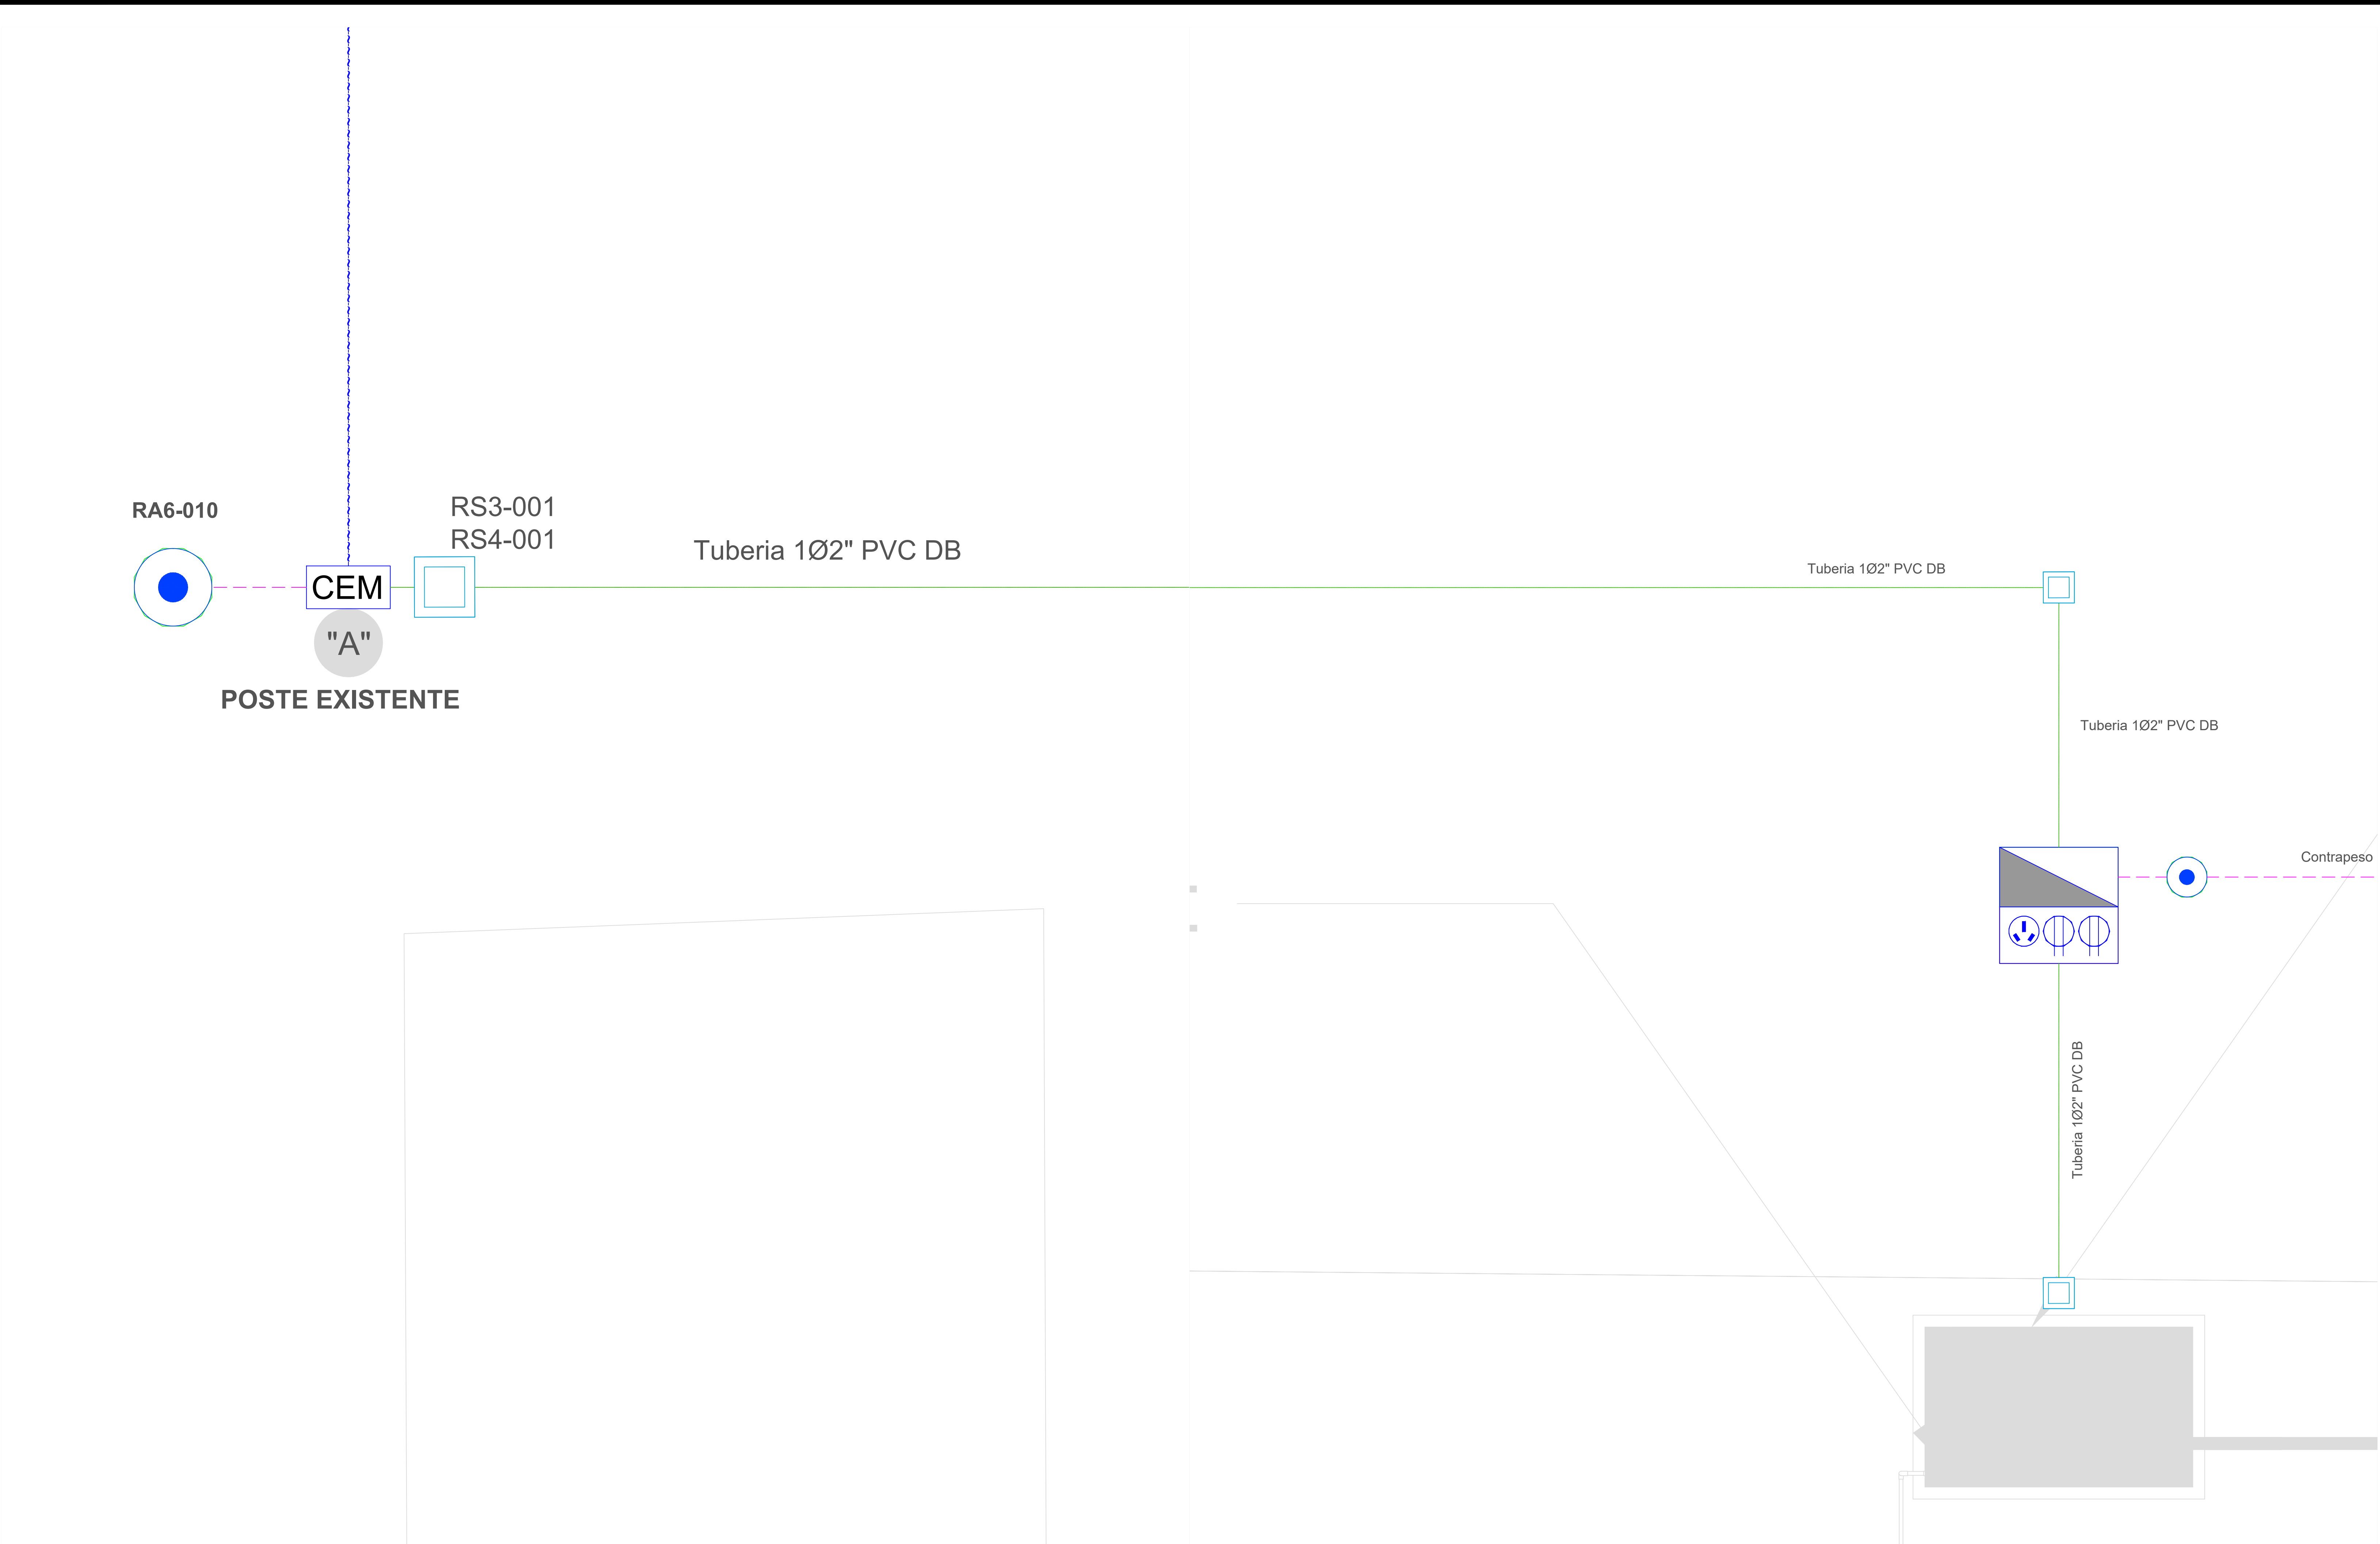 RA6-010
RS3-001
RS4-001
Tuberia 1Ø2" PVC DB
Tuberia 1Ø2" PVC DB
CEM
"A"
POSTE EXISTENTE
Tuberia 1Ø2" PVC DB
Contrapeso
Tuberia 1Ø2" PVC DB